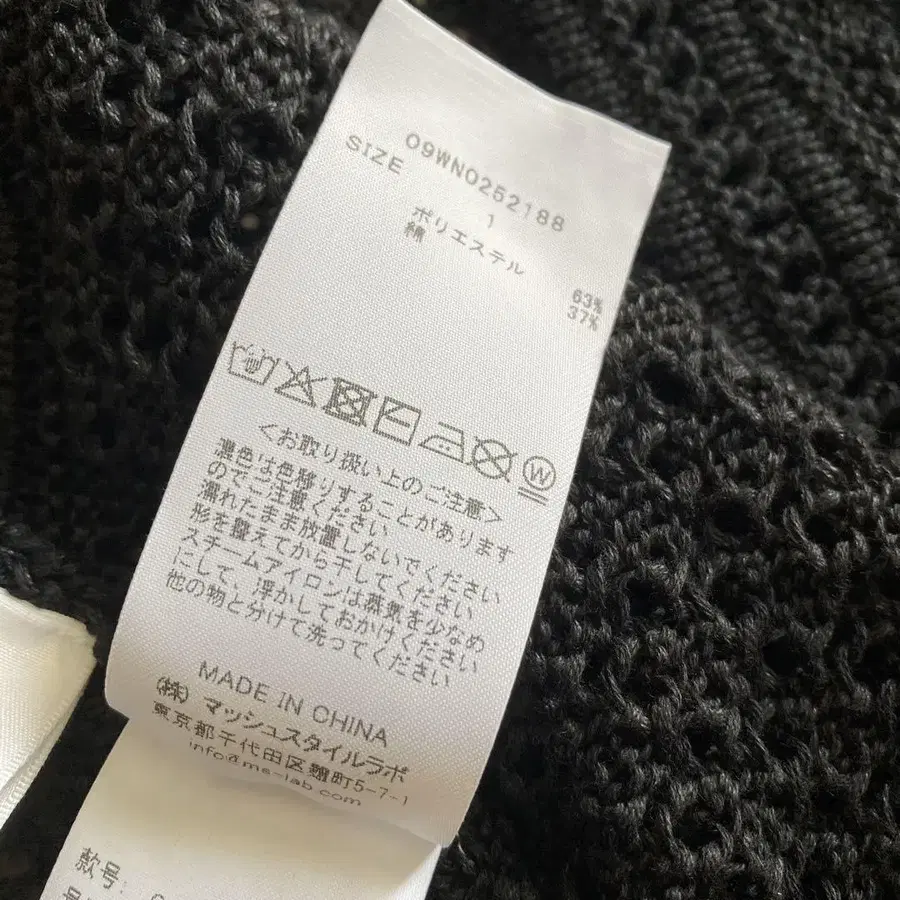 09WN0252188
SIZE 1
ポリエステル 63%
綿 37%
<お取り扱い上のご注意>
濃色は色移りすることがあります
のでご注意ください
濡れたまま放置しないでください
形を整えてから干してください
スチームアイロンは蒸気を少なめ
にして、浮かしておかけください
他の物と分けて洗ってください
MADE IN CHINA
(株) マッシュスタイルラボ
東京都千代田区麹町5-7-1
info@ms-lab.com
款号: